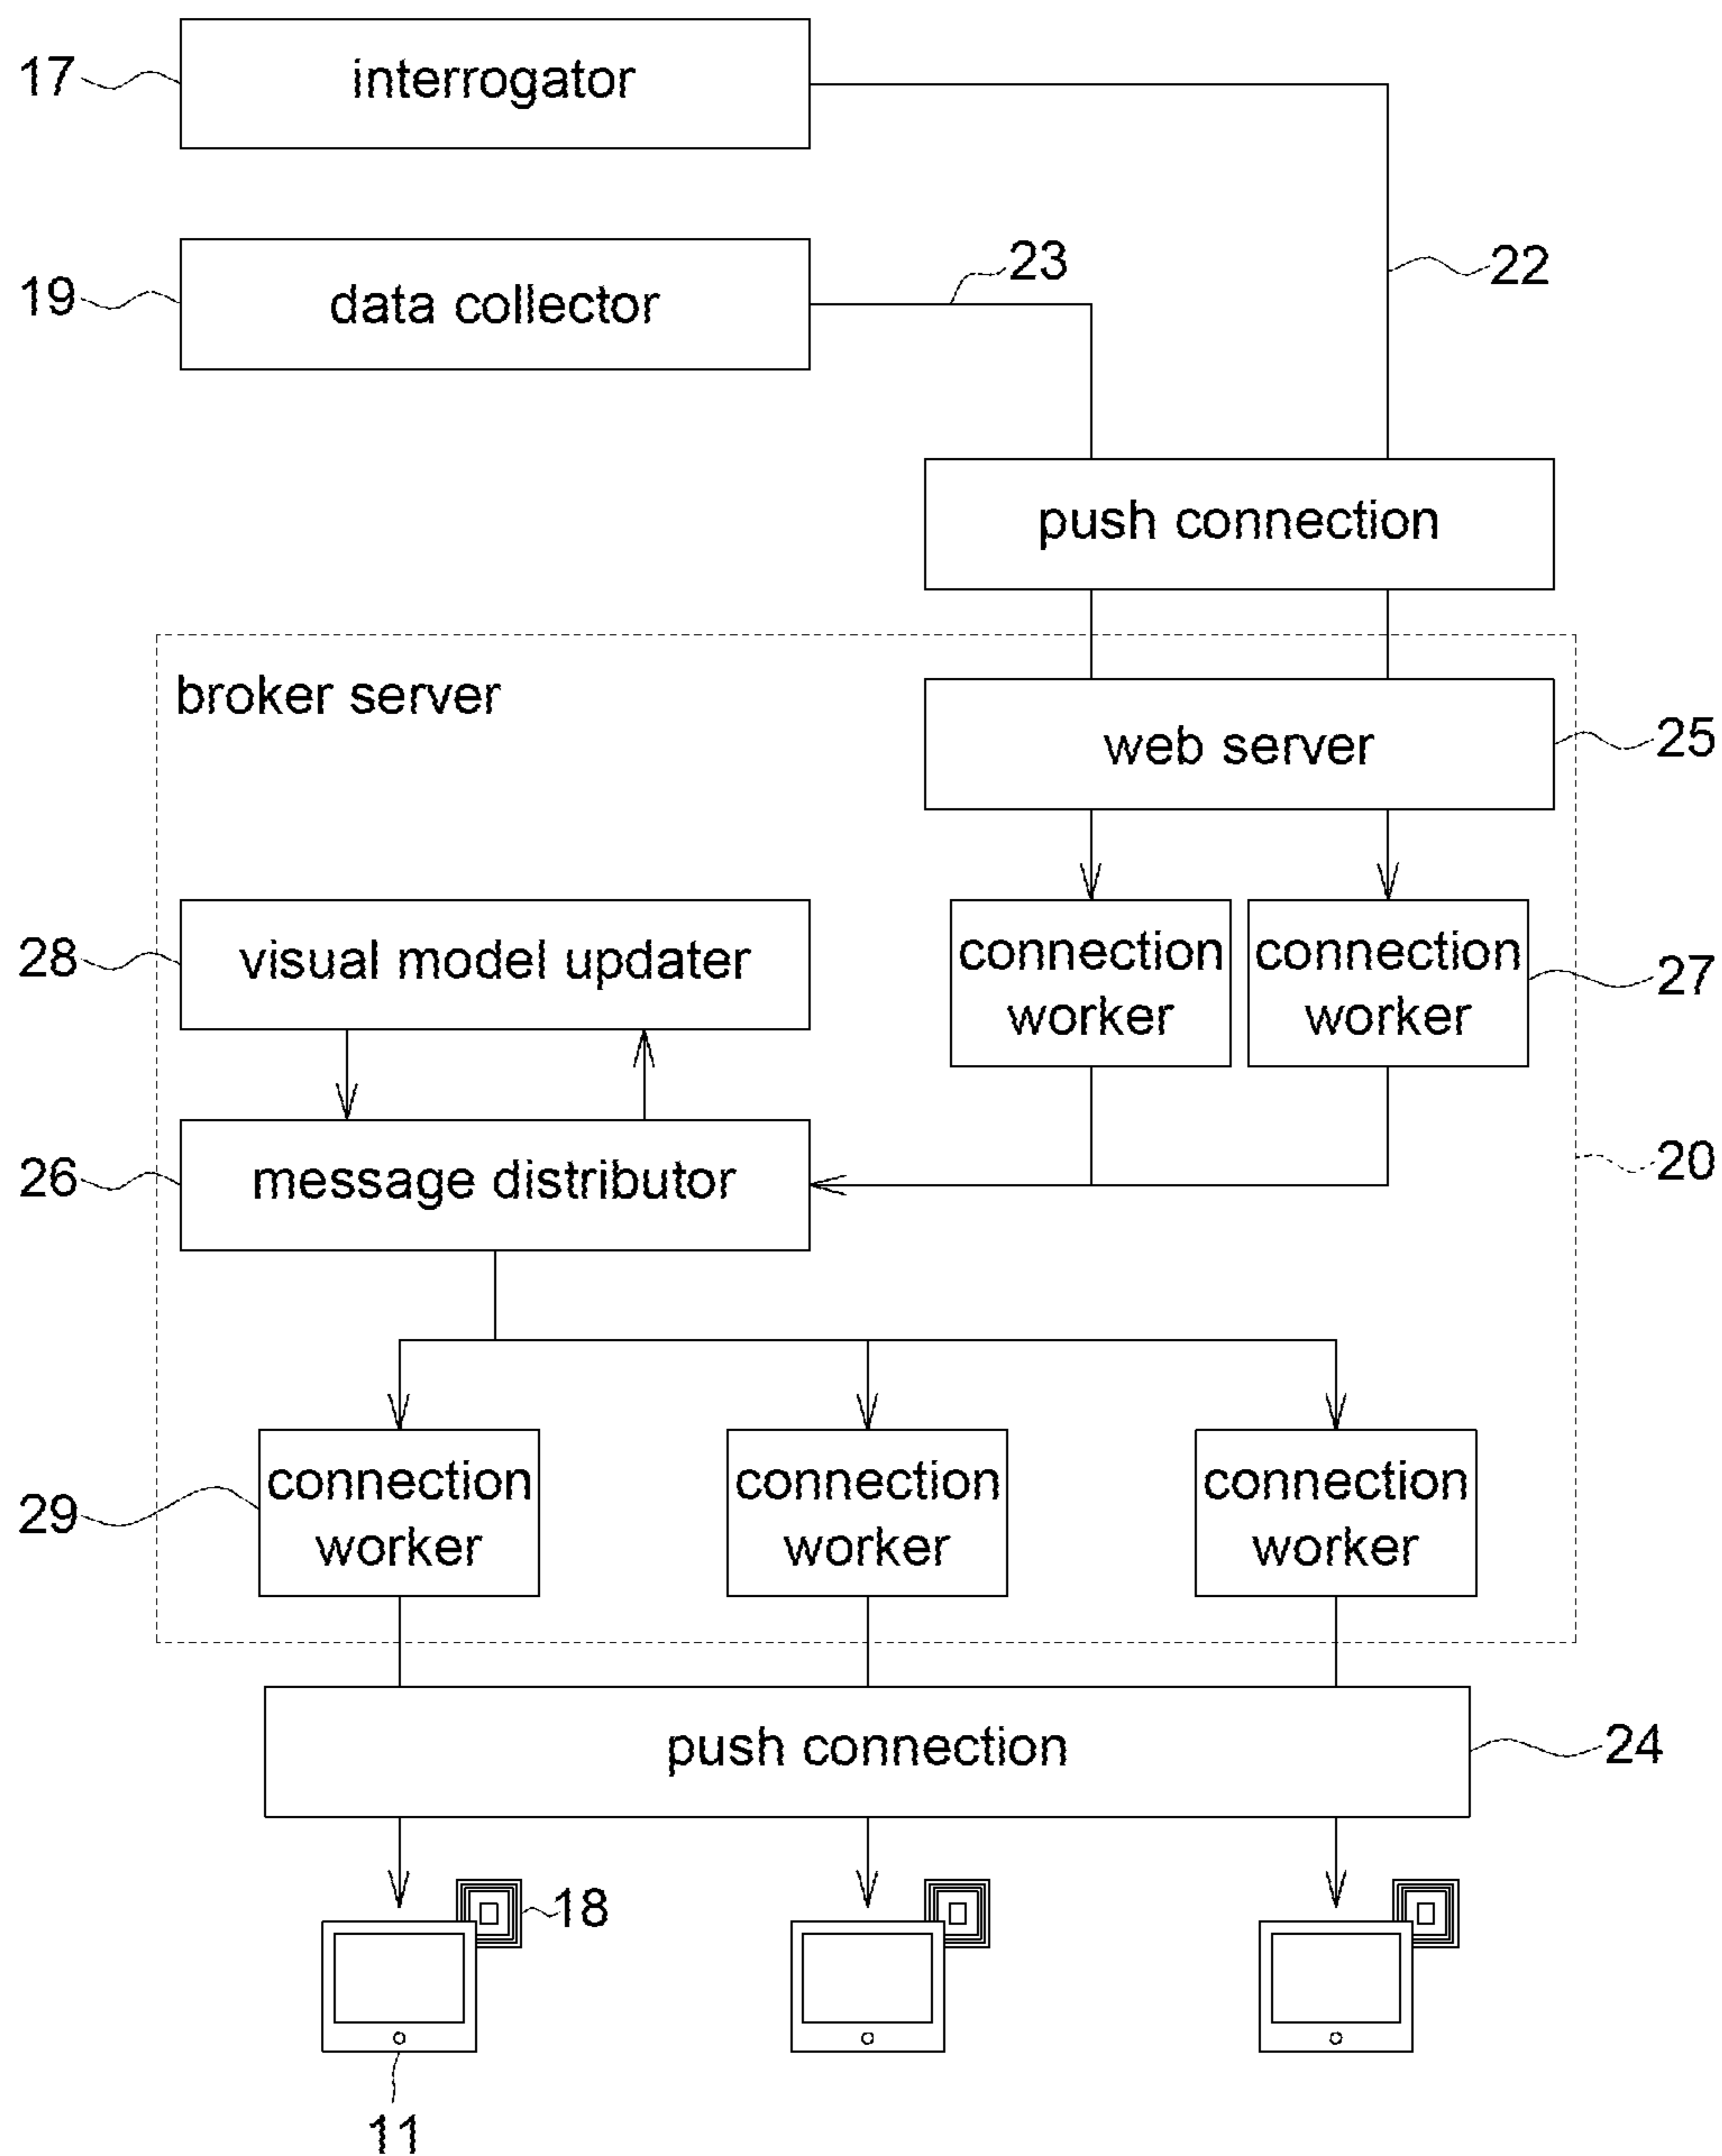 17
interrogator
19
data collector
23
22
push connection
broker server
web server
25
28
visual model updater
connection
worker
connection
worker
27
26
message distributor
20
29
connection
worker
connection
worker
connection
worker
push connection
24
18
11